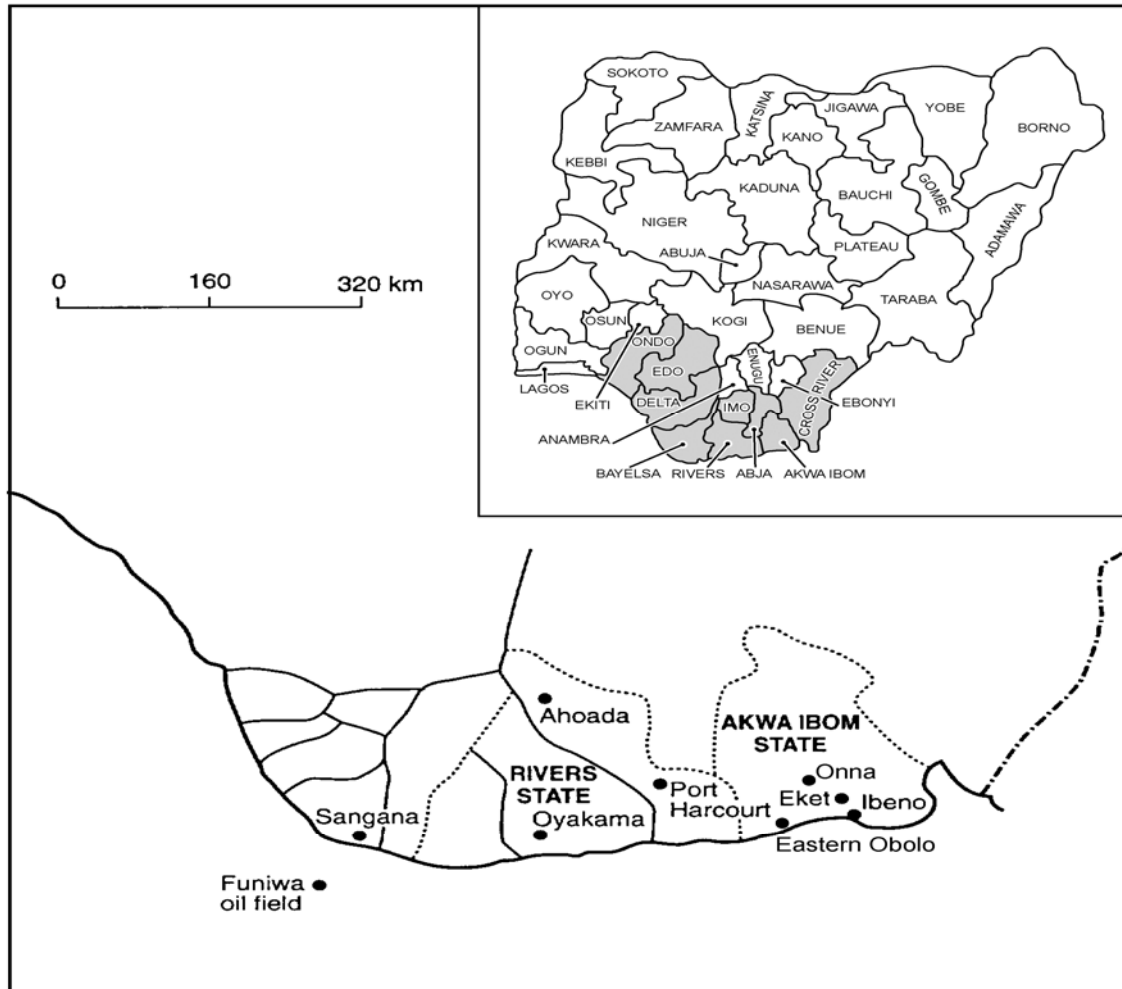 SOKOTO
KATSINA
JIGAWA
YOBE
BORNO
ZAMFARA
KANO
KEBBI
KADUNA
BAUCHI
GOMBE
ADAMAWA
NIGER
KWARA
ABUJA
PLATEAU
NASARAWA
TARABA
OYO
OSUN
KOGI
BENUE
OGUN
ONDO
ENUGU
EDO
LAGOS
EKITI
DELTA
IMO
CROSS RIVER
EBONYI
ANAMBRA
BAYELSA
RIVERS
ABJA
AKWA IBOM
0
160
320 km
Ahoada
AKWA IBOM
STATE
RIVERS
STATE
Onna
Port
Harcourt
Eket
Ibeno
Sangana
Oyakama
Eastern Obolo
Funiwa
oil field